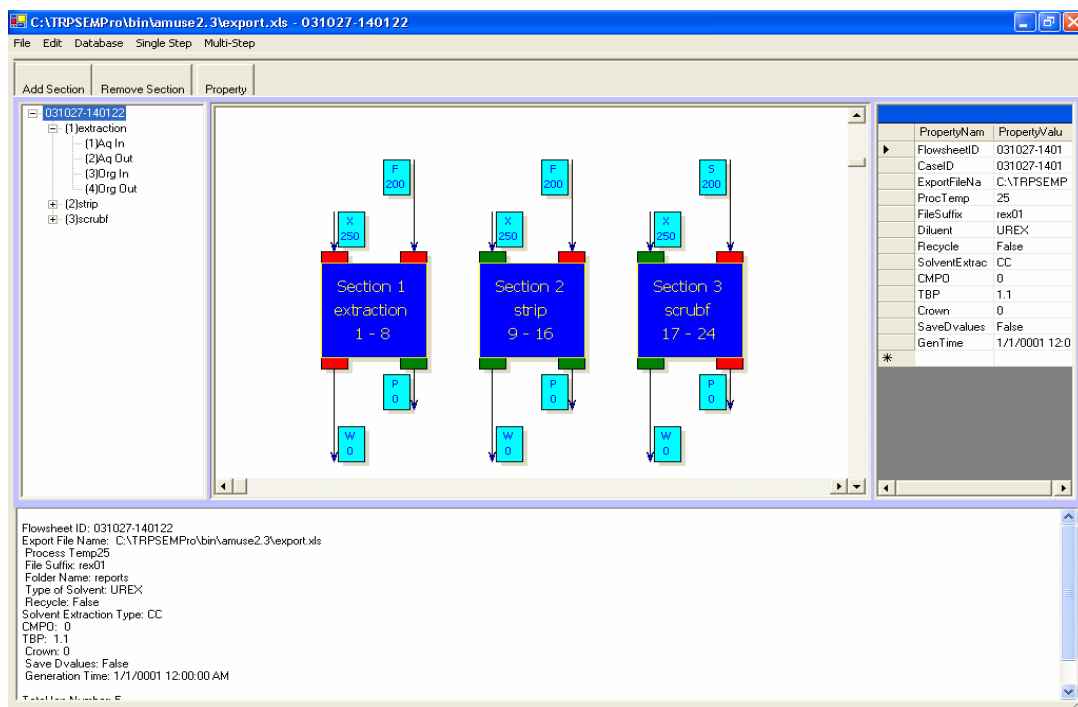 C:\TRPSEMPro\bin\amuse2.3\export.xls - 031027-140122
File Edit Database Single Step Multi-Step
Add Section Remove Section Property
031027-140122
(1)extraction
(1)Aq In
(2)Aq Out
(3)Org In
(4)Org Out
(2)strip
(3)scrubf
F
200
F
200
S
200
X
250
X
250
X
250
Section 1
extraction
1 - 8
Section 2
strip
9 - 16
Section 3
scrubf
17 - 24
P
0
P
0
P
0
W
0
W
0
W
0
PropertyNam PropertyValu
FlowsheetID 031027-1401
CaseID 031027-1401
ExportFileNa C:\TRPSEMP
ProcTemp 25
FileSuffix rex01
Diluent UREX
Recycle False
SolventExtrac CC
CMPO 0
TBP 1.1
Crown 0
SaveDvalues False
GenTime 1/1/0001 12:0
Flowsheet ID: 031027-140122
Export File Name: C:\TRPSEMPro\bin\amuse2.3\export.xls
Process Temp25
File Suffix: rex01
Folder Name: reports
Type of Solvent: UREX
Recycle: False
Solvent Extraction Type: CC
CMPO: 0
TBP: 1.1
Crown: 0
Save Dvalues: False
Generation Time: 1/1/0001 12:00:00 AM